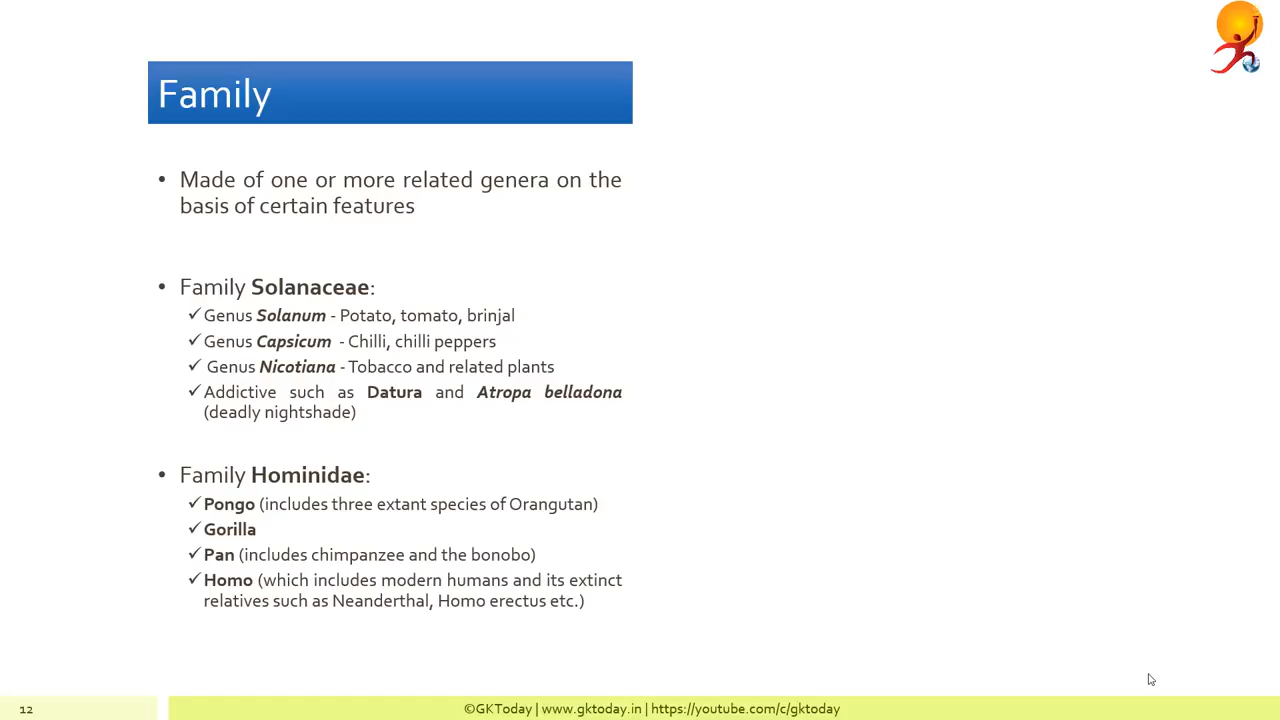 Family
• Made of one or more related genera on the
basis of certain features
• Family Solanaceae:
✓Genus Solanum - Potato, tomato, brinjal
✓Genus Capsicum - Chilli, chilli peppers
✓ Genus Nicotiana - Tobacco and related plants
✓Addictive such as Datura and Atropa belladona
(deadly nightshade)
• Family Hominidae:
✓Pongo (includes three extant species of Orangutan)
✓Gorilla
✓Pan (includes chimpanzee and the bonobo)
✓Homo (which includes modern humans and its extinct
relatives such as Neanderthal, Homo erectus etc.)
12
©GKToday | www.gktoday.in | https://youtube.com/c/gktoday